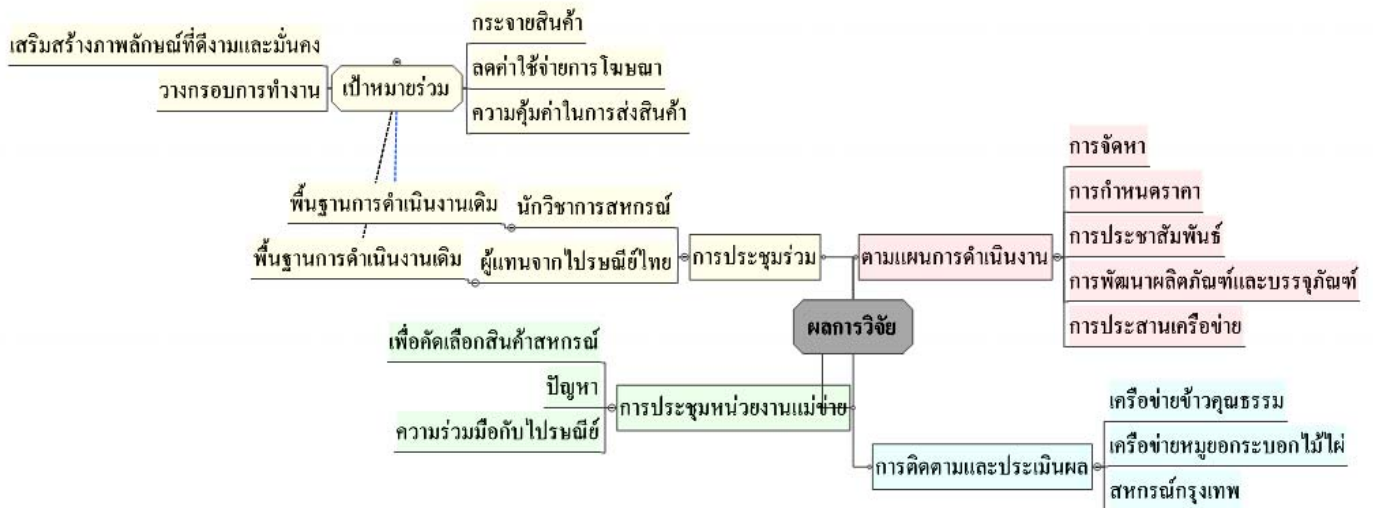 กระจายสินค้า
เสริมสร้างภาพลักษณ์ที่ดีงามและมั่นคง
ลดค่าใช้จ่ายการโฆษณา
วางกรอบการทำงาน
เป้าหมายร่วม
ความคุ้มค่าในการส่งสินค้า
การจัดหา
การกำหนดราคา
พื้นฐานการดำเนินงานเดิม
นักวิชาการสหกรณ์
การประชาสัมพันธ์
พื้นฐานการดำเนินงานเดิม
ผู้แทนจากไปรษณีย์ไทย
การประชุมร่วม
ตามแผนการดำเนินงาน
การพัฒนาผลิตภัณฑ์และบรรจุภัณฑ์
ผลการวิจัย
การประสานเครือข่าย
เพื่อคัดเลือกสินค้าสหกรณ์
ปัญหา
การประชุมหน่วยงานแม่ข่าย
ความร่วมมือกับไปรษณีย์
เครือข่ายข้าวคุณธรรม
เครือข่ายหมูยอกระบอกไม้ไผ่
การติดตามและประเมินผล
สหกรณ์กรุงเทพ